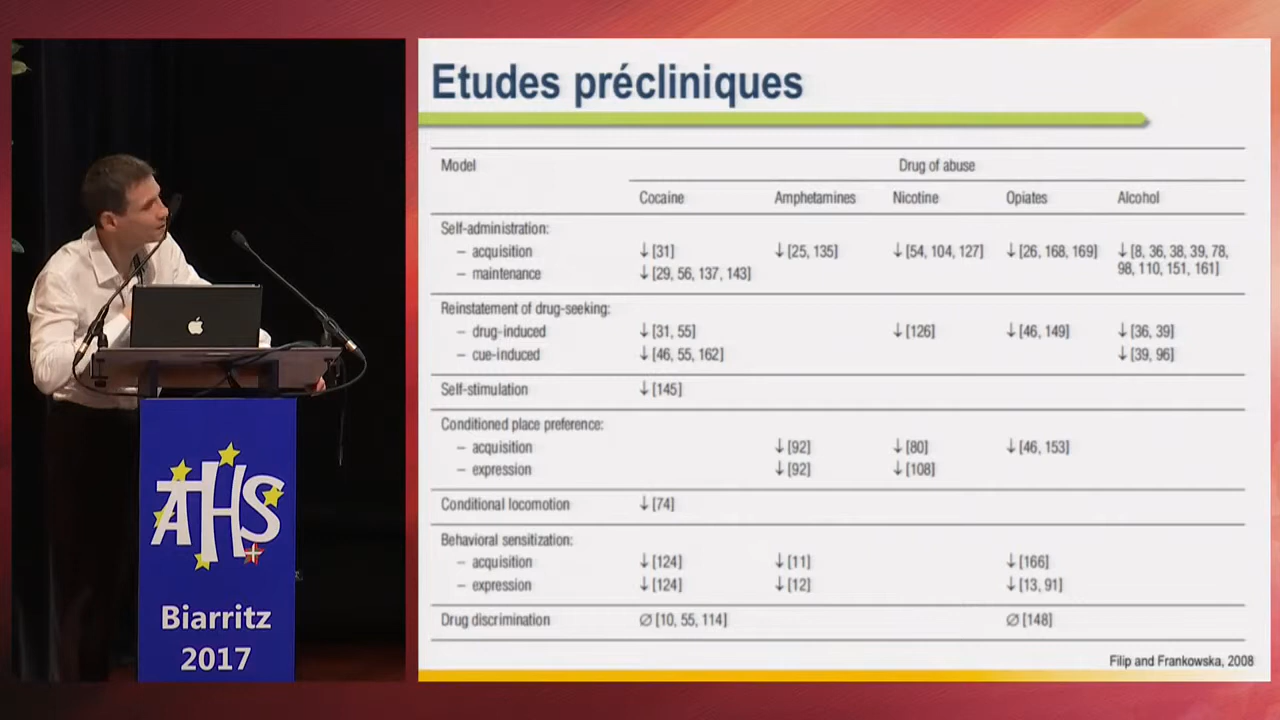 Etudes précliniques
Model Drug of abuse
Cocaine Amphetamines Nicotine Opiates Alcohol
Self-administration:
– acquisition ↓ [31] ↓ [25, 135] ↓ [54, 104, 127] ↓ [26, 168, 169] ↓ [8, 36, 38, 39, 78,
98, 110, 151, 161]
– maintenance ↓ [29, 56, 137, 143]
Reinstatement of drug-seeking:
– drug-induced ↓ [31, 55] ↓ [126] ↓ [46, 149] ↓ [36, 39]
– cue-induced ↓ [46, 55, 162] ↓ [39, 96]
Self-stimulation ↓ [145]
Conditioned place preference:
– acquisition ↓ [92] ↓ [80] ↓ [46, 153]
– expression ↓ [92] ↓ [108]
Conditional locomotion ↓ [74]
Behavioral sensitization:
– acquisition ↓ [124] ↓ [11] ↓ [166]
– expression ↓ [124] ↓ [12] ↓ [13, 91]
Drug discrimination ∅ [10, 55, 114] ∅ [148]
Filip and Frankowska, 2008
ATHS
Biarritz
2017